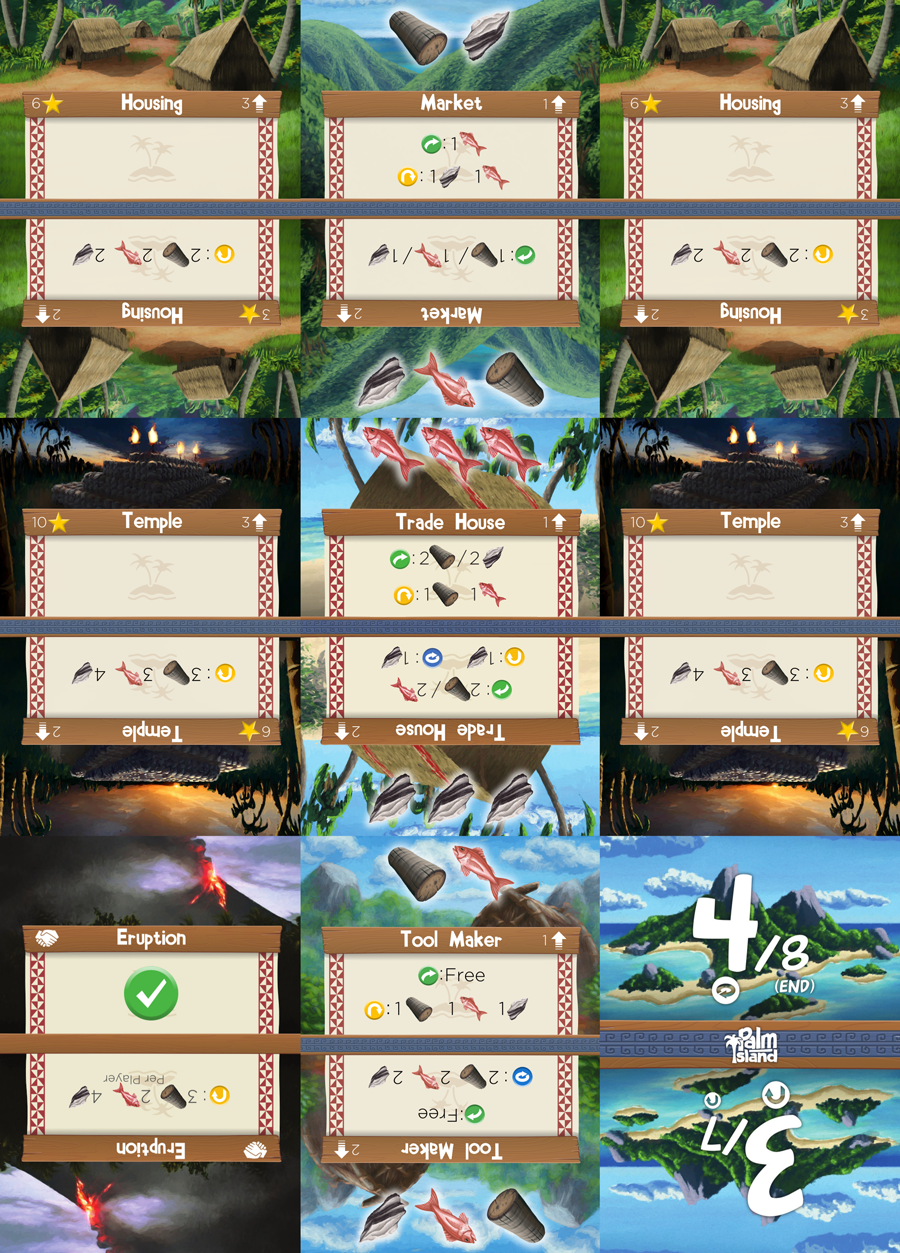 6 Housing 3
Housing 2
3 Housing 2
:2 2 2
Market 1
:1
:1 1
Market 2
:1/1/1
6 Housing 3
3 Housing 2
:2 2 2
10 Temple 3
6 Temple 2
:3 3 4
Trade House 1
:2/2
:1 1
Trade House 2
:2/2
:1 :1
10 Temple 3
6 Temple 2
:3 3 4
Eruption
Eruption
:3 2 4
Per Player
Tool Maker 1
:Free
:1 1 1
Tool Maker 2
:Free
:2 2 2
4/8
(END)
Palm
Island
3/7